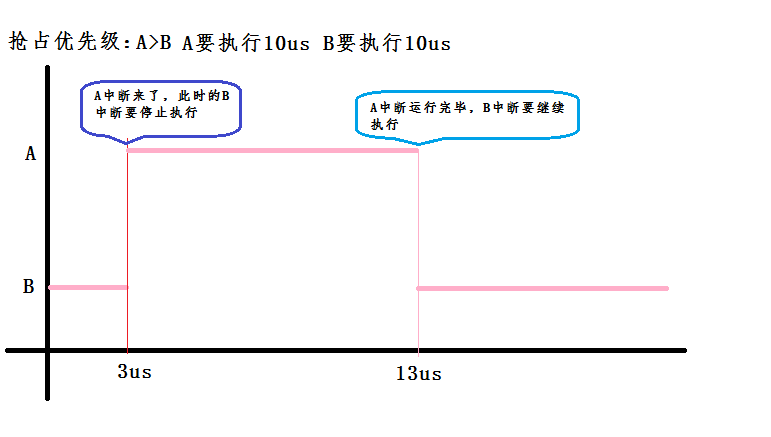 抢占优先级：A>B A要执行10us B要执行10us
A中断来了，此时的B
中断要停止执行
A中断运行完毕，B中断要继续
执行
A
B
3us
13us